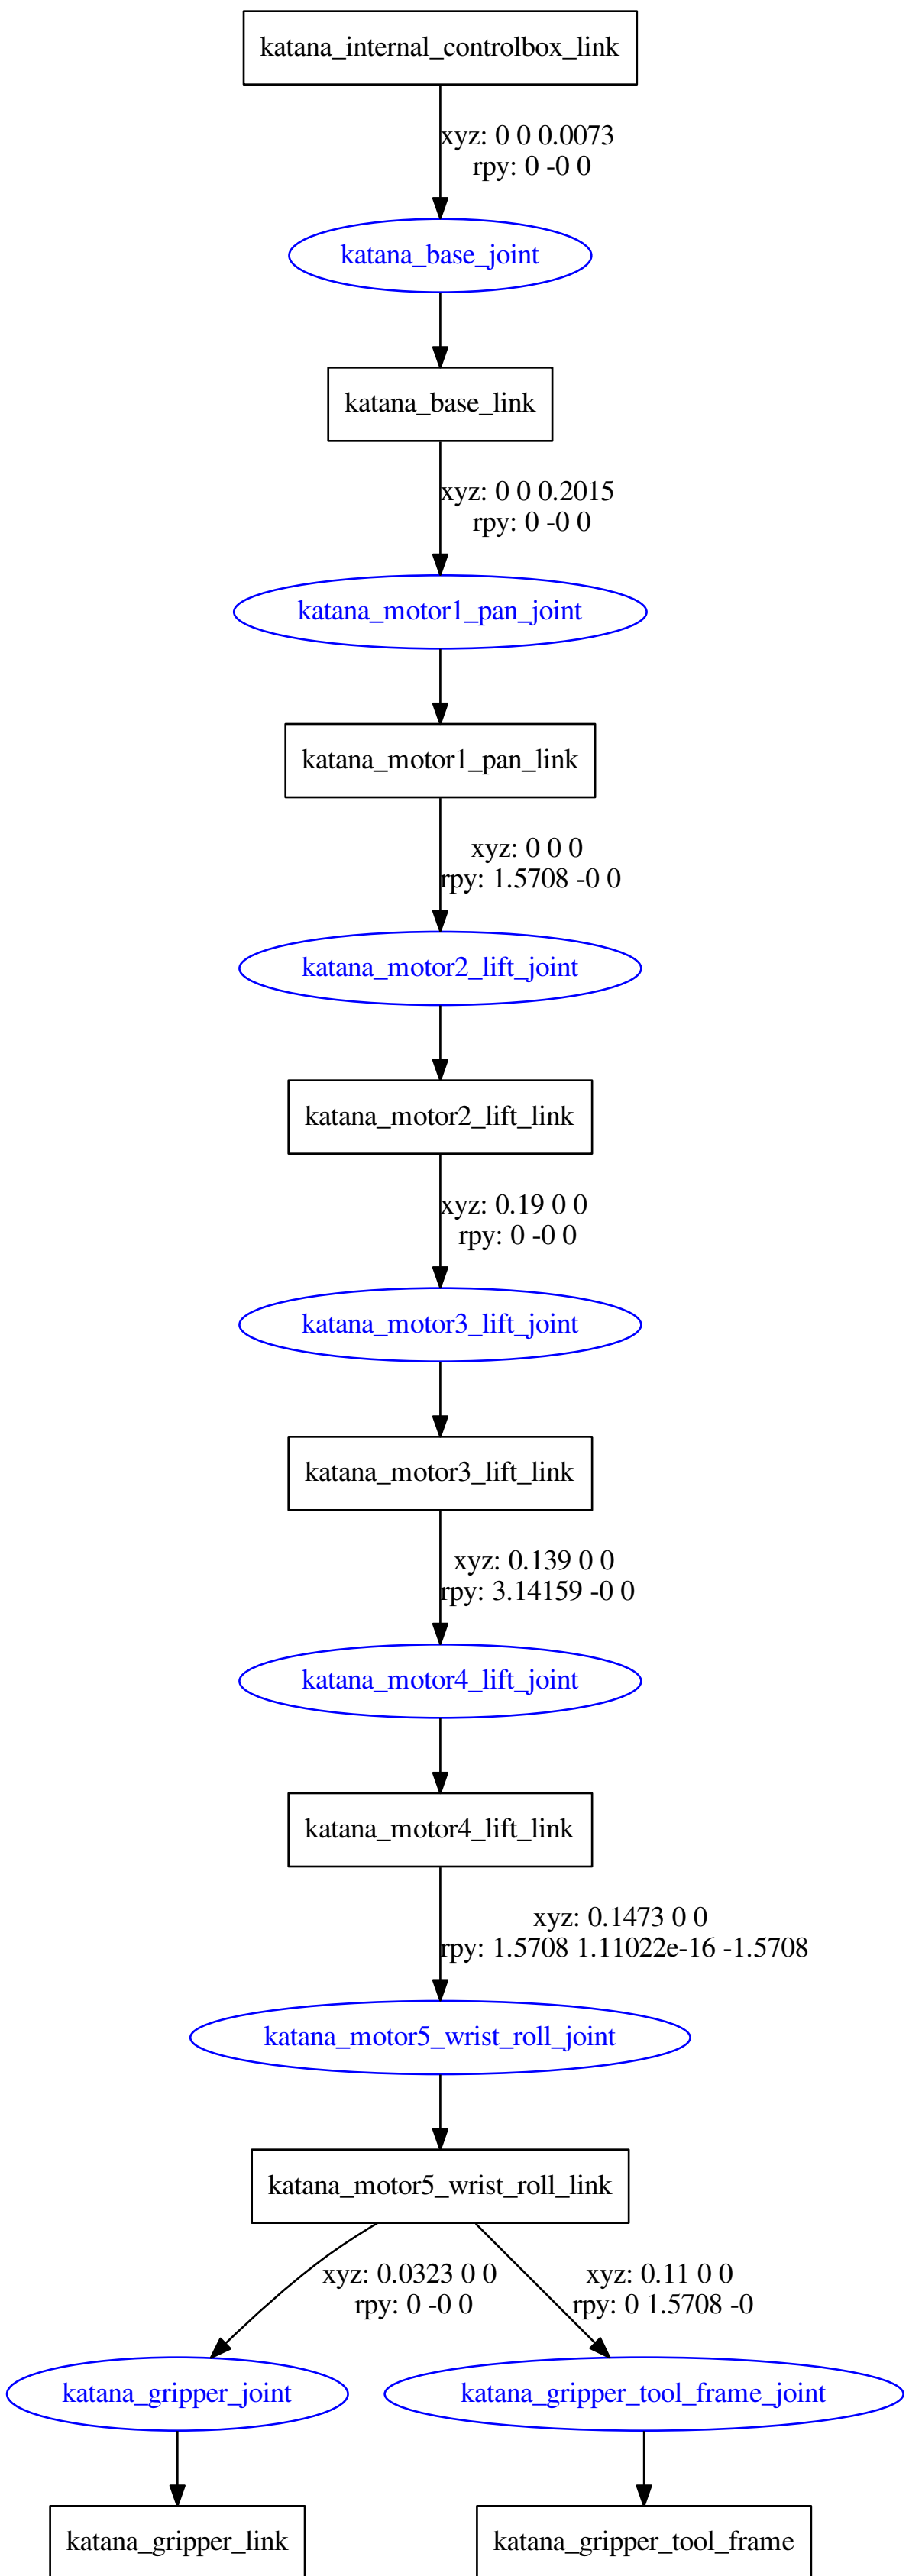 katana_internal_controlbox_link
xyz: 0 0 0.0073
rpy: 0 -0 0
katana_base_joint
katana_base_link
xyz: 0 0 0.2015
rpy: 0 -0 0
katana_motor1_pan_joint
katana_motor1_pan_link
xyz: 0 0 0
rpy: 1.5708 -0 0
katana_motor2_lift_joint
katana_motor2_lift_link
xyz: 0.19 0 0
rpy: 0 -0 0
katana_motor3_lift_joint
katana_motor3_lift_link
xyz: 0.139 0 0
rpy: 3.14159 -0 0
katana_motor4_lift_joint
katana_motor4_lift_link
xyz: 0.1473 0 0
rpy: 1.5708 1.11022e-16 -1.5708
katana_motor5_wrist_roll_joint
katana_motor5_wrist_roll_link
xyz: 0.0323 0 0
rpy: 0 -0 0
xyz: 0.11 0 0
rpy: 0 1.5708 -0
katana_gripper_joint
katana_gripper_tool_frame_joint
katana_gripper_link
katana_gripper_tool_frame